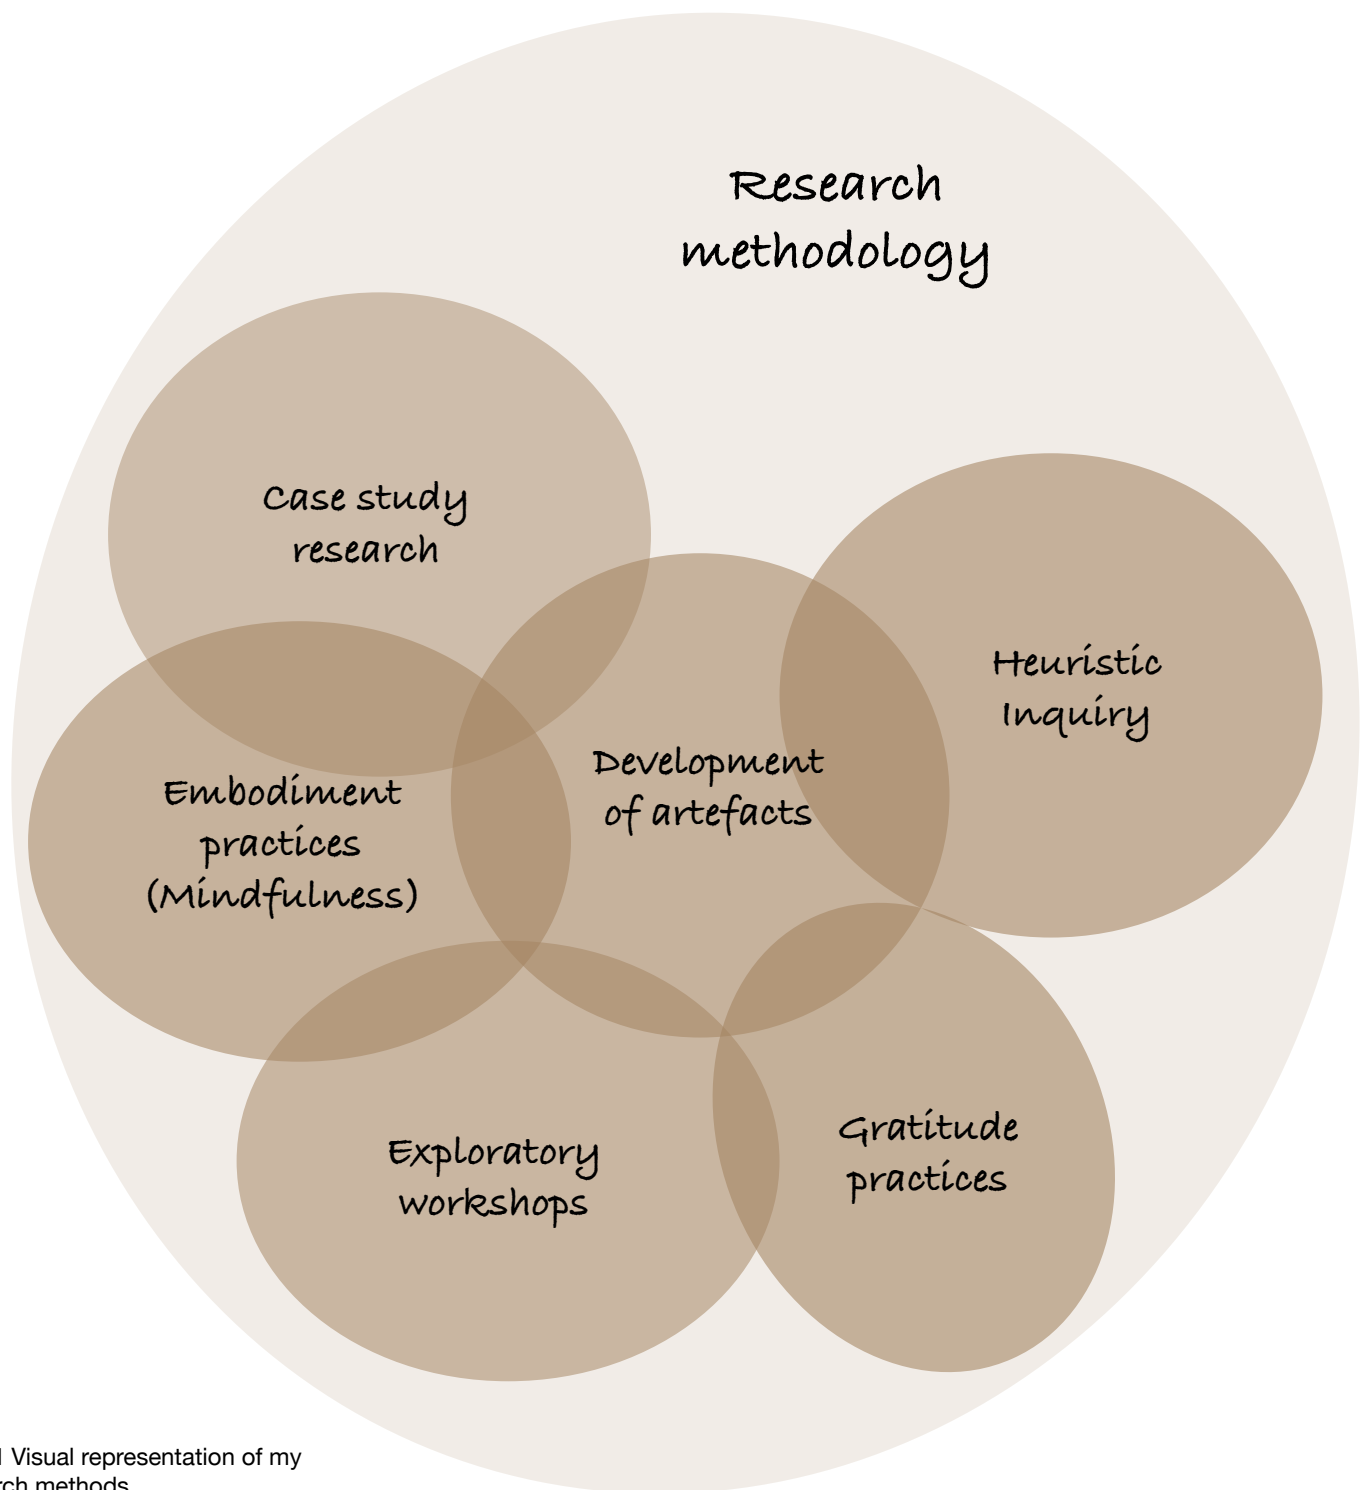 Research
methodology
Case study
research
Heuristic
Inquiry
Development
of artefacts
Embodiment
practices
(Mindfulness)
Exploratory
workshops
Gratitude
practices
Visual representation of my
methods